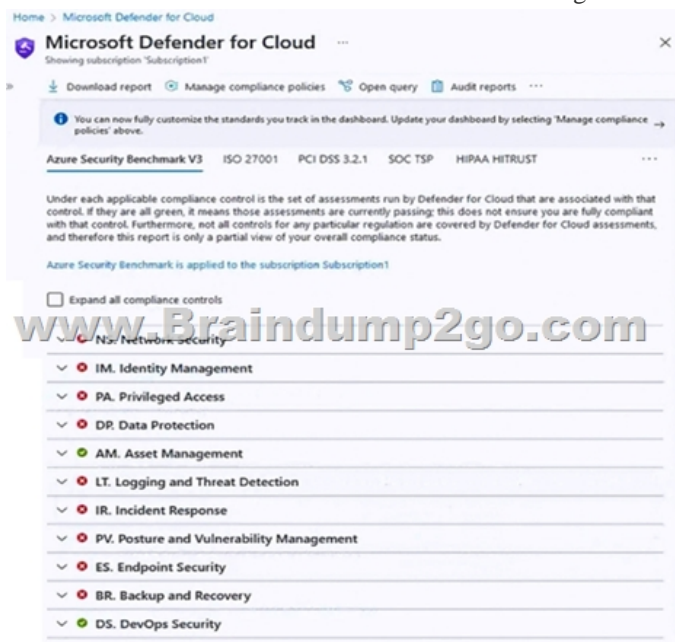 Home > Microsoft Defender for Cloud
Microsoft Defender for Cloud ...
Showing subscription 'Subscription1'
Download report Manage compliance policies Open query Audit reports ...
You can now fully customize the standards you track in the dashboard. Update your dashboard by selecting 'Manage compliance
policies' above.
Azure Security Benchmark V3 ISO 27001 PCI DSS 3.2.1 SOC TSP HIPAA HITRUST ...
Under each applicable compliance control is the set of assessments run by Defender for Cloud that are associated with that
control. If they are all green, it means those assessments are currently passing; this does not ensure you are fully compliant
with that control. Furthermore, not all controls for any particular regulation are covered by Defender for Cloud assessments,
and therefore this report is only a partial view of your overall compliance status.
Azure Security Benchmark is applied to the subscription Subscription1
Expand all compliance controls
www.Braindump2go.com
NS. Network Security
IM. Identity Management
PA. Privileged Access
DP. Data Protection
AM. Asset Management
LT. Logging and Threat Detection
IR. Incident Response
PV. Posture and Vulnerability Management
ES. Endpoint Security
BR. Backup and Recovery
DS. DevOps Security